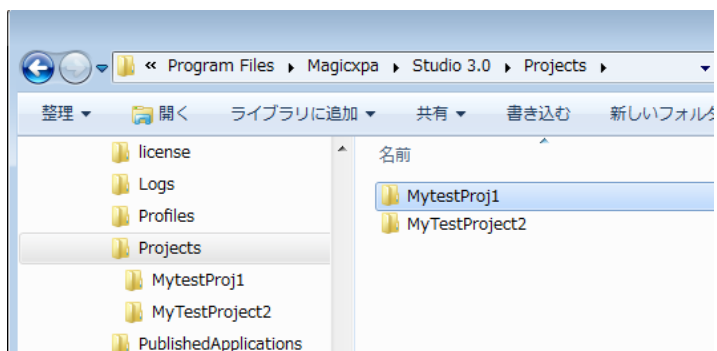 « Program Files ▸ Magicxpa ▸ Studio 3.0 ▸ Projects ▸
整理 ▼ 開く ライブラリに追加 ▼ 共有 ▼ 書き込む 新しいフォルダ
license
Logs
Profiles
Projects
MytestProj1
MyTestProject2
PublishedApplications
名前
MytestProj1
MyTestProject2